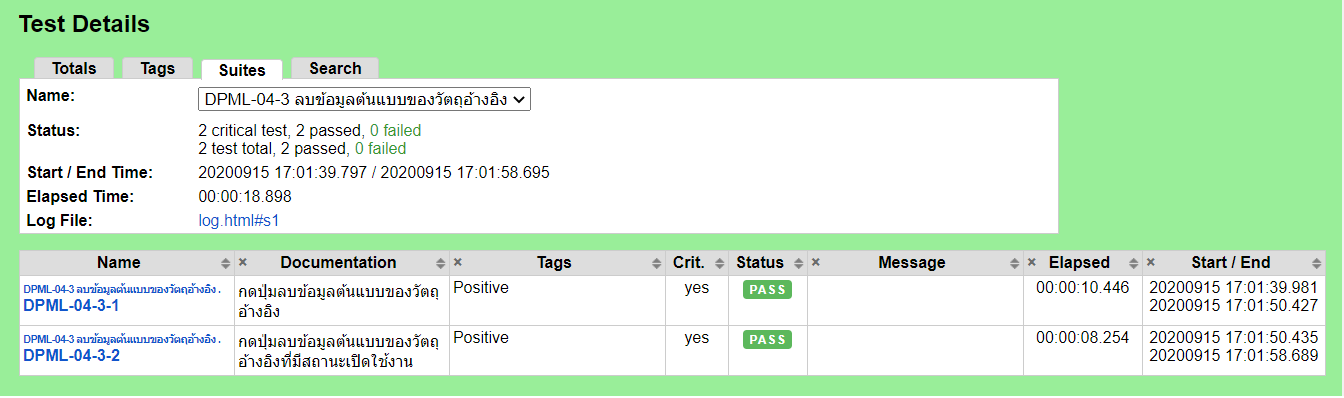 Test Details
Totals
Tags
Suites
Search
Name:
DPML-04-3 ลบข้อมูลต้นแบบของวัตถุอ้างอิง
Status:
2 critical test, 2 passed, 0 failed
2 test total, 2 passed, 0 failed
Start / End Time:
20200915 17:01:39.797 / 20200915 17:01:58.695
Elapsed Time:
00:00:18.898
Log File:
log.html#s1
Name × Documentation × Tags Crit. Status × Message × Elapsed × Start / End
DPML-04-3 ลบข้อมูลต้นแบบของวัตถุอ้างอิง .
DPML-04-3-1
กดปุ่มลบข้อมูลต้นแบบของวัตถุ
อ้างอิง
Positive
yes
PASS
00:00:10.446
20200915 17:01:39.981
20200915 17:01:50.427
DPML-04-3 ลบข้อมูลต้นแบบของวัตถุอ้างอิง .
DPML-04-3-2
กดปุ่มลบข้อมูลต้นแบบของวัตถุ
อ้างอิงที่มีสถานะเปิดใช้งาน
Positive
yes
PASS
00:00:08.254
20200915 17:01:50.435
20200915 17:01:58.689